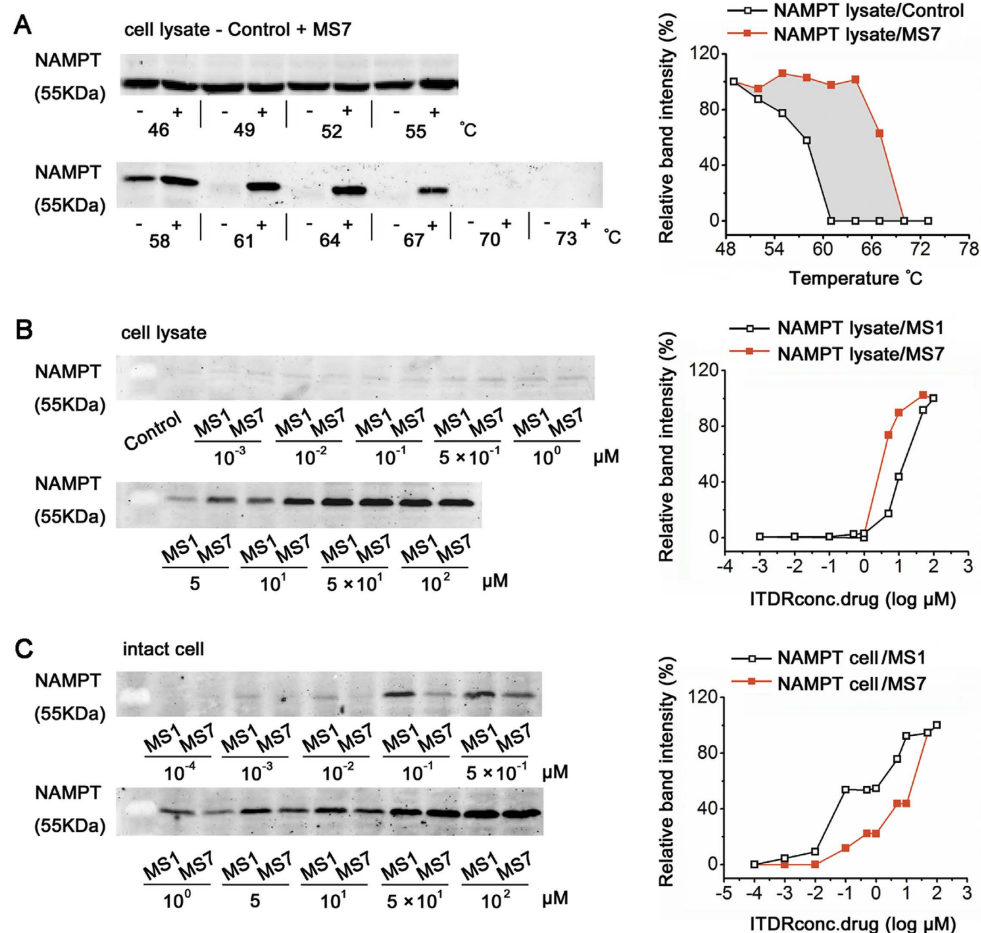 A
cell lysate - Control + MS7
NAMPT
(55KDa)
- + - + - + - +
46 49 52 55 °C
NAMPT
(55KDa)
- + - + - + - + - + - +
58 61 64 67 70 73 °C
NAMPT lysate/Control
NAMPT lysate/MS7
Relative band intensity (%)
120
80
40
0
48 54 60 66 72 78
Temperature °C
B
cell lysate
NAMPT
(55KDa)
Control MS1 MS7 MS1 MS7 MS1 MS7 MS1 MS7 MS1 MS7
10⁻³ 10⁻² 10⁻¹ 5 × 10⁻¹ 10⁰ µM
NAMPT
(55KDa)
MS1 MS7 MS1 MS7 MS1 MS7 MS1 MS7
5 10¹ 5 × 10¹ 10² µM
NAMPT lysate/MS1
NAMPT lysate/MS7
Relative band intensity (%)
120
80
40
0
-4 -3 -2 -1 0 1 2 3
ITDRconc.drug (log µM)
C
intact cell
NAMPT
(55KDa)
MS1 MS7 MS1 MS7 MS1 MS7 MS1 MS7 MS1 MS7
10⁻⁴ 10⁻³ 10⁻² 10⁻¹ 5 × 10⁻¹ µM
NAMPT
(55KDa)
MS1 MS7 MS1 MS7 MS1 MS7 MS1 MS7 MS1 MS7
10⁰ 5 10¹ 5 × 10¹ 10² µM
NAMPT cell/MS1
NAMPT cell/MS7
Relative band intensity (%)
120
80
40
0
-5 -4 -3 -2 -1 0 1 2 3
ITDRconc.drug (log µM)